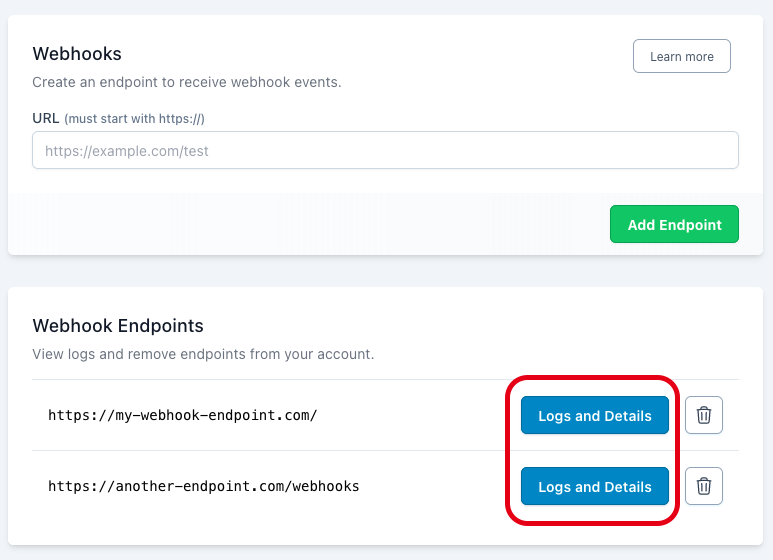 Webhooks
Learn more
Create an endpoint to receive webhook events.
URL (must start with https://)
https://example.com/test
Add Endpoint
Webhook Endpoints
View logs and remove endpoints from your account.
https://my-webhook-endpoint.com/ Logs and Details
https://another-endpoint.com/webhooks Logs and Details